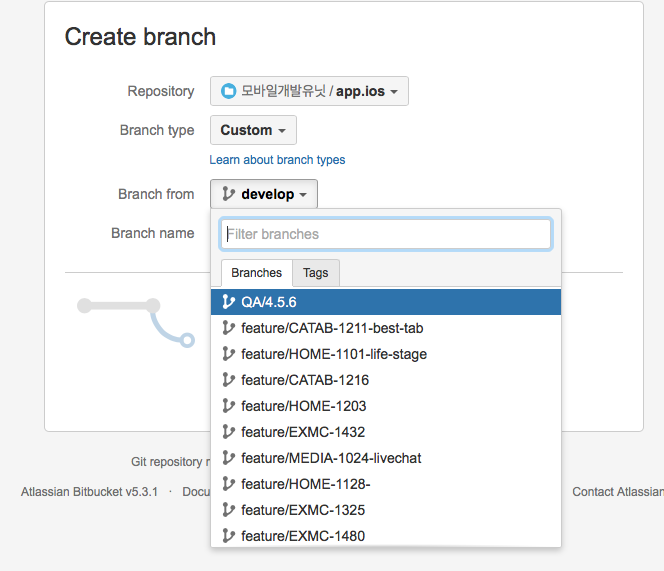 Create branch
Repository 모바일개발유닛 / app.ios
Branch type Custom
Learn about branch types
Branch from develop
Branch name Filter branches
Branches Tags
QA/4.5.6
feature/CATAB-1211-best-tab
feature/HOME-1101-life-stage
feature/CATAB-1216
feature/HOME-1203
feature/EXMC-1432
feature/MEDIA-1024-livechat
Git repository
feature/HOME-1128-
Atlassian Bitbucket v5.3.1 · Docu
Contact Atlassian
feature/EXMC-1325
feature/EXMC-1480